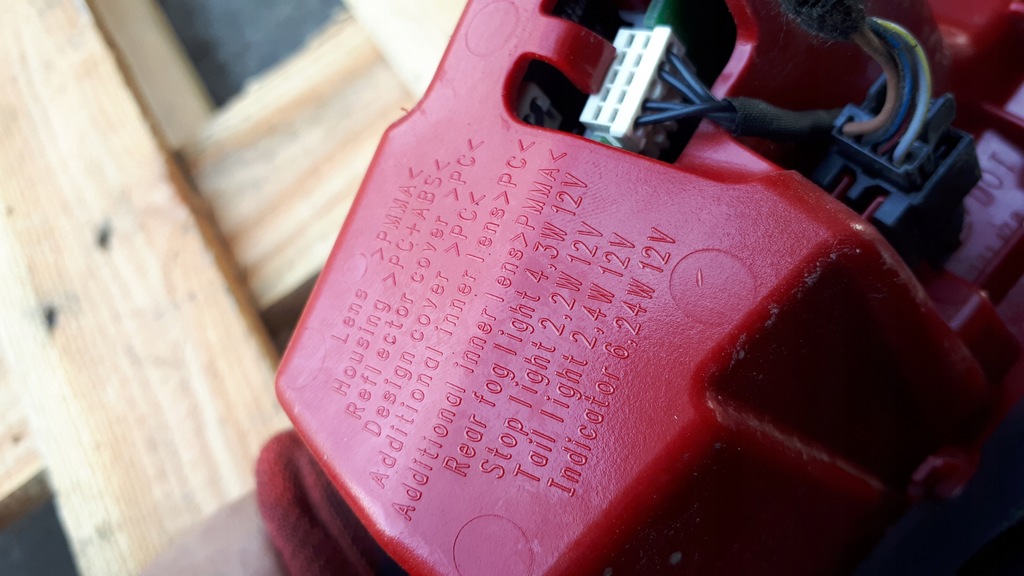 Lens >PMMA<
Housing >PC+ABS<
Reflector cover >PC<
Design cover >PC<
Additional inner lens>PC<
Additional inner lens>PMMA<
Rear fog light 4,3W 12V
Stop light 2,2W 12V
Tail light 2,4W 12V
Indicator 6,24W 12V